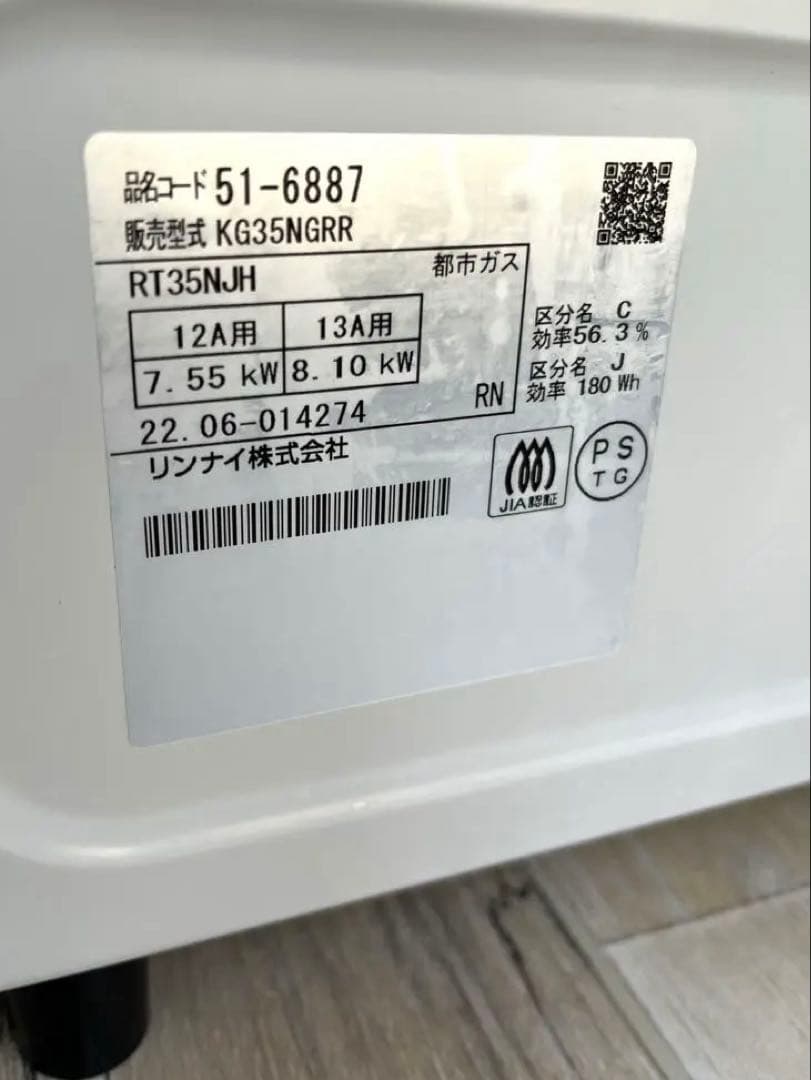 品名コード 51-6887
販売型式 KG35NGRR
RT35NJH 都市ガス
12A用 13A用
7.55 kW 8.10 kW
RN
22.06-014274
リンナイ株式会社
区分名 C
効率56.3%
区分名 J
効率 180 Wh
JIA認証
PS
TG